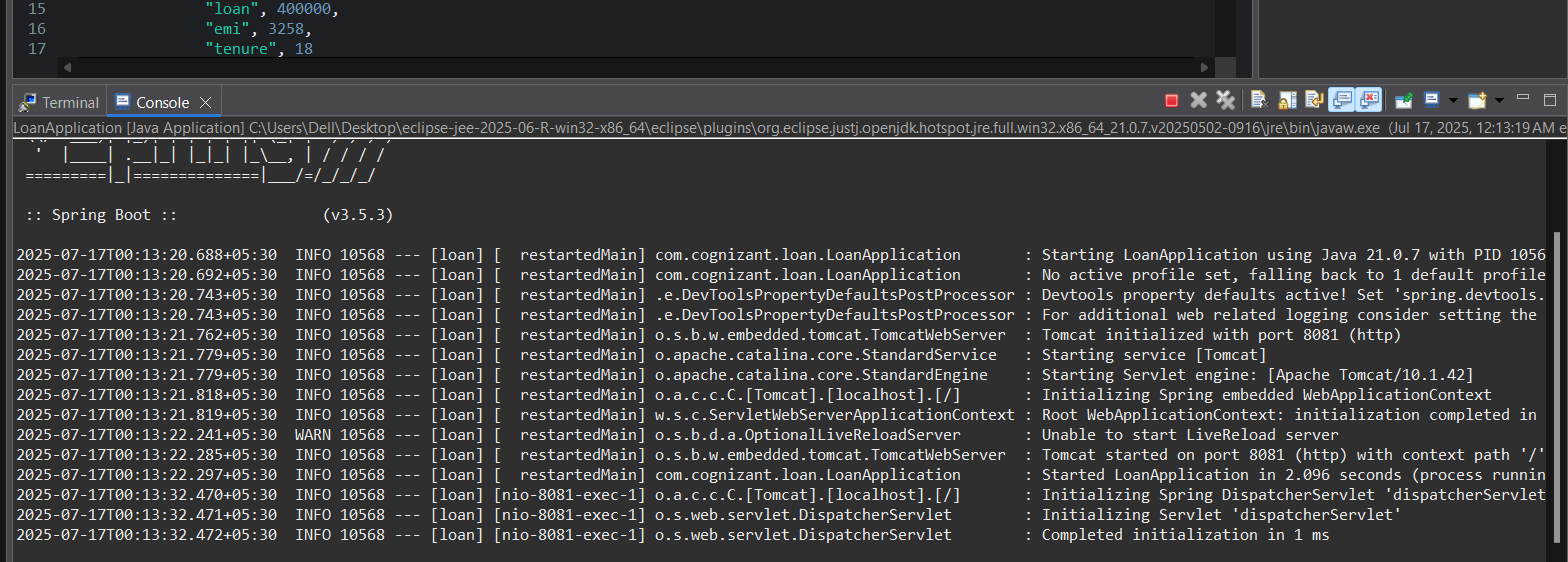 15 "loan", 400000,
16 "emi", 3258,
17 "tenure", 18
Terminal Console
LoanApplication [Java Application] C:\Users\Dell\Desktop\eclipse-jee-2025-06-R-win32-x86_64\eclipse\plugins\org.eclipse.justj.openjdk.hotspot.jre.full.win32.x86_64_21.0.7.v20250502-0916\jre\bin\javaw.exe (Jul 17, 2025, 12:13:19 AM e
' |____| .__|_| |_|_| |_\__, | / / / /
=========|_|==============|___/=/_/_/_/
:: Spring Boot :: (v3.5.3)
2025-07-17T00:13:20.688+05:30 INFO 10568 --- [loan] [ restartedMain] com.cognizant.loan.LoanApplication : Starting LoanApplication using Java 21.0.7 with PID 1056
2025-07-17T00:13:20.692+05:30 INFO 10568 --- [loan] [ restartedMain] com.cognizant.loan.LoanApplication : No active profile set, falling back to 1 default profile
2025-07-17T00:13:20.743+05:30 INFO 10568 --- [loan] [ restartedMain] .e.DevToolsPropertyDefaultsPostProcessor : Devtools property defaults active! Set 'spring.devtools.
2025-07-17T00:13:20.743+05:30 INFO 10568 --- [loan] [ restartedMain] .e.DevToolsPropertyDefaultsPostProcessor : For additional web related logging consider setting the
2025-07-17T00:13:21.762+05:30 INFO 10568 --- [loan] [ restartedMain] o.s.b.w.embedded.tomcat.TomcatWebServer : Tomcat initialized with port 8081 (http)
2025-07-17T00:13:21.779+05:30 INFO 10568 --- [loan] [ restartedMain] o.apache.catalina.core.StandardService : Starting service [Tomcat]
2025-07-17T00:13:21.779+05:30 INFO 10568 --- [loan] [ restartedMain] o.apache.catalina.core.StandardEngine : Starting Servlet engine: [Apache Tomcat/10.1.42]
2025-07-17T00:13:21.818+05:30 INFO 10568 --- [loan] [ restartedMain] o.a.c.c.C.[Tomcat].[localhost].[/] : Initializing Spring embedded WebApplicationContext
2025-07-17T00:13:21.819+05:30 INFO 10568 --- [loan] [ restartedMain] w.s.c.ServletWebServerApplicationContext : Root WebApplicationContext: initialization completed in
2025-07-17T00:13:22.241+05:30 WARN 10568 --- [loan] [ restartedMain] o.s.b.d.a.OptionalLiveReloadServer : Unable to start LiveReload server
2025-07-17T00:13:22.285+05:30 INFO 10568 --- [loan] [ restartedMain] o.s.b.w.embedded.tomcat.TomcatWebServer : Tomcat started on port 8081 (http) with context path '/'
2025-07-17T00:13:22.297+05:30 INFO 10568 --- [loan] [ restartedMain] com.cognizant.loan.LoanApplication : Started LoanApplication in 2.096 seconds (process runnin
2025-07-17T00:13:32.470+05:30 INFO 10568 --- [loan] [nio-8081-exec-1] o.a.c.c.C.[Tomcat].[localhost].[/] : Initializing Spring DispatcherServlet 'dispatcherServlet
2025-07-17T00:13:32.471+05:30 INFO 10568 --- [loan] [nio-8081-exec-1] o.s.web.servlet.DispatcherServlet : Initializing Servlet 'dispatcherServlet'
2025-07-17T00:13:32.472+05:30 INFO 10568 --- [loan] [nio-8081-exec-1] o.s.web.servlet.DispatcherServlet : Completed initialization in 1 ms